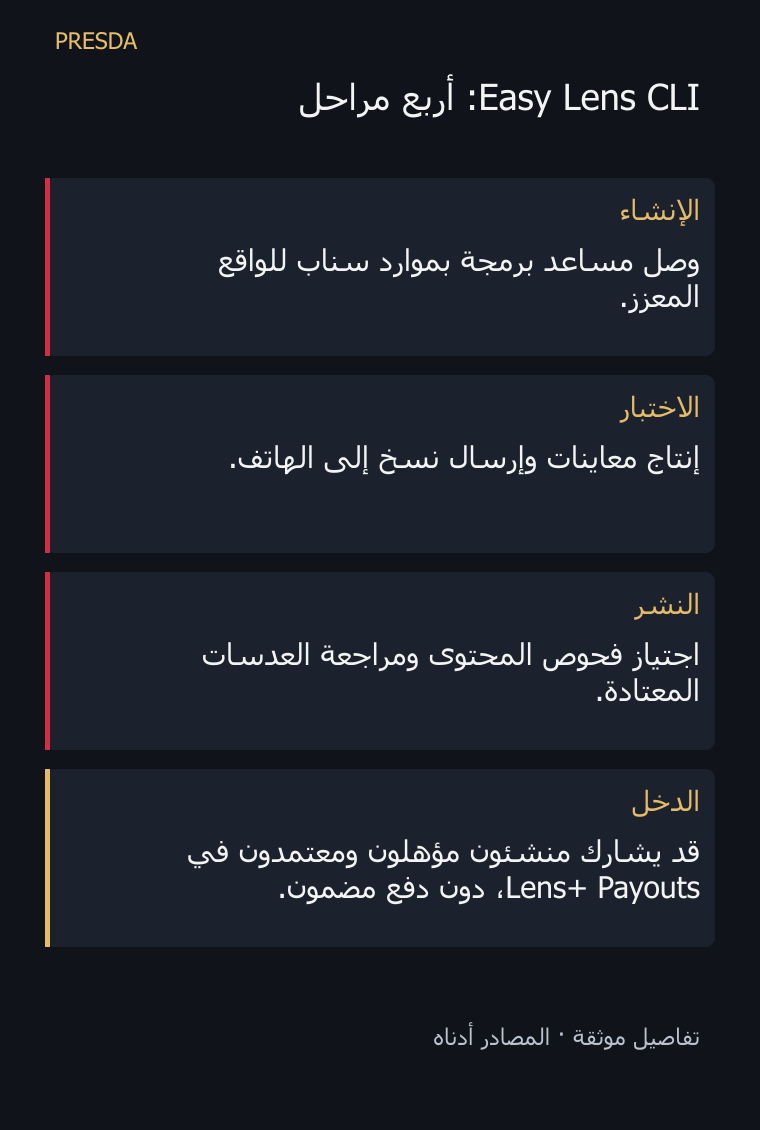 PRESDA
Easy Lens CLI: أربع مراحل
الإنشاء
وصل مساعد برمجة بموارد سناب للواقع
المعزز.
الاختبار
إنتاج معاينات وإرسال نسخ إلى الهاتف.
النشر
اجتياز فحوص المحتوى ومراجعة العدسات
المعتادة.
الدخل
قد يشارك منشئون مؤهلون ومعتمدون في
Lens+ Payouts، دون دفع مضمون.
تفاصيل موثقة · المصادر أدناه